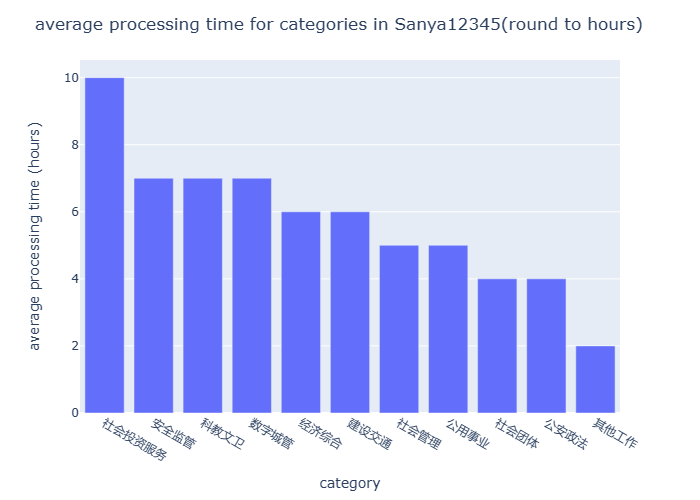 average processing time for categories in Sanya12345(round to hours)
average processing time (hours)
10
8
6
4
2
0
社会投资服务
安全监管
科教文卫
数字城管
经济综合
建设交通
社会管理
公用事业
社会团体
公安政法
其他工作
category